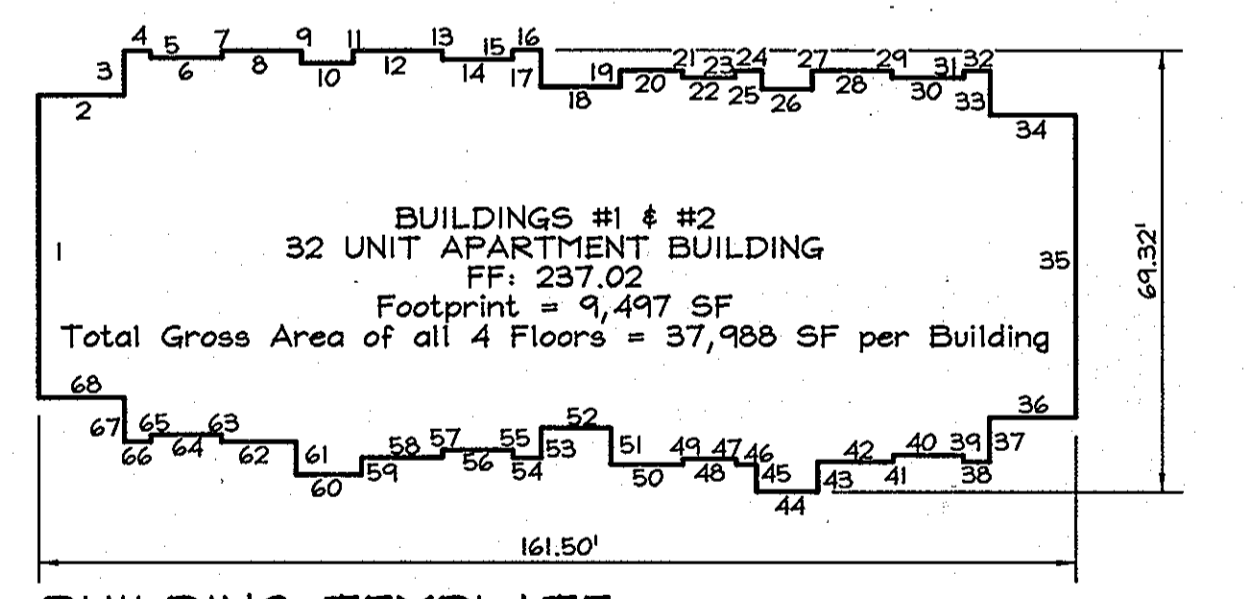 4 5 7 9 11 13 15 16 21 23 24 27 29 31 32
3 6 8 10 12 14 17 19 20 22 25 26 28 30 33
2 18 34
BUILDINGS #1 & #2
32 UNIT APARTMENT BUILDING
FF: 237.02
Footprint = 9,497 SF
Total Gross Area of all 4 Floors = 37,988 SF per Building
1
35
69.32'
68 52 36
67 65 63 61 58 57 55 53 51 49 47 46 42 40 39 37
66 64 62 60 59 56 54 50 48 45 44 43 41 38
161.50'